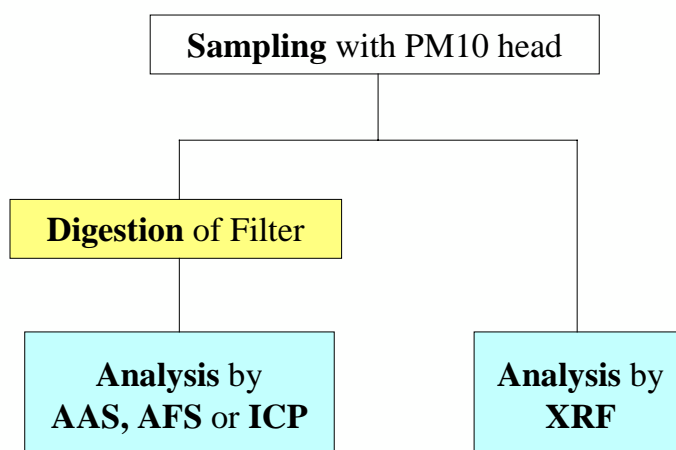 Sampling with PM10 head
Digestion of Filter
Analysis by
AAS, AFS or ICP
Analysis by
XRF